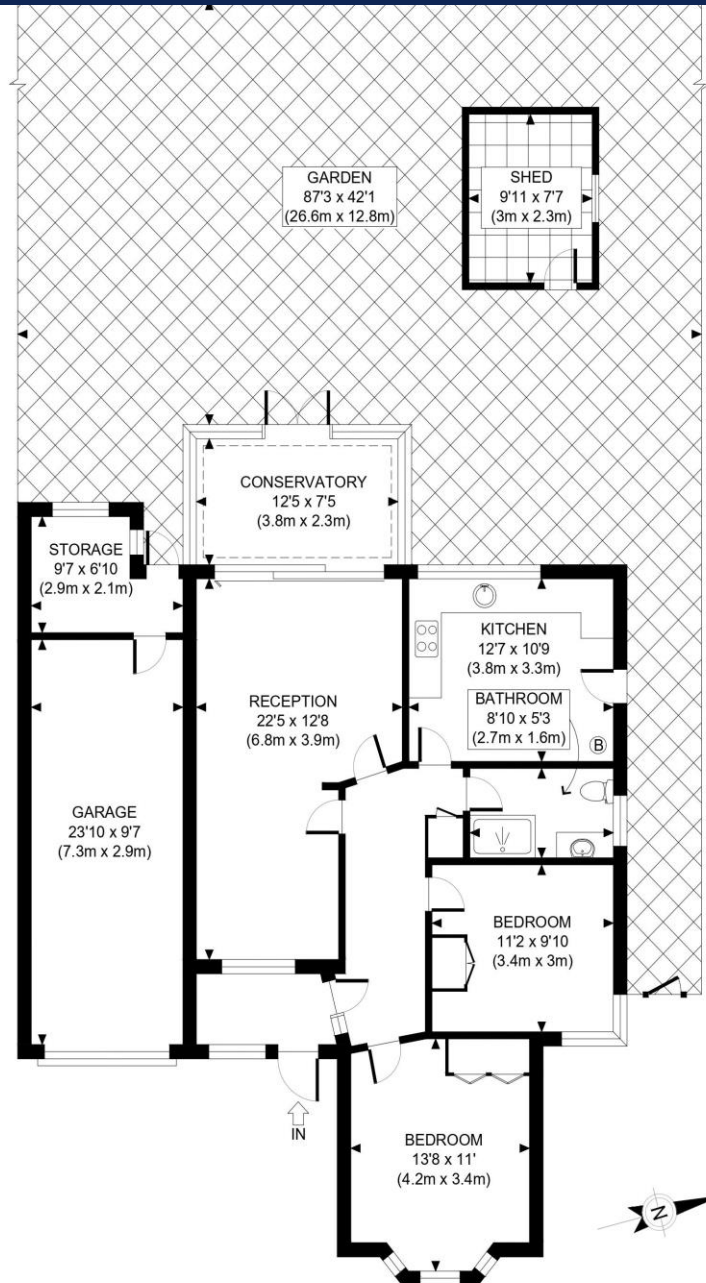 GARDEN
87'3 x 42'1
(26.6m x 12.8m)
SHED
9'11 x 7'7
(3m x 2.3m)
CONSERVATORY
12'5 x 7'5
(3.8m x 2.3m)
STORAGE
9'7 x 6'10
(2.9m x 2.1m)
KITCHEN
12'7 x 10'9
(3.8m x 3.3m)
RECEPTION
22'5 x 12'8
(6.8m x 3.9m)
BATHROOM
8'10 x 5'3
(2.7m x 1.6m)
B
GARAGE
23'10 x 9'7
(7.3m x 2.9m)
BEDROOM
11'2 x 9'10
(3.4m x 3m)
IN
BEDROOM
13'8 x 11'
(4.2m x 3.4m)
N